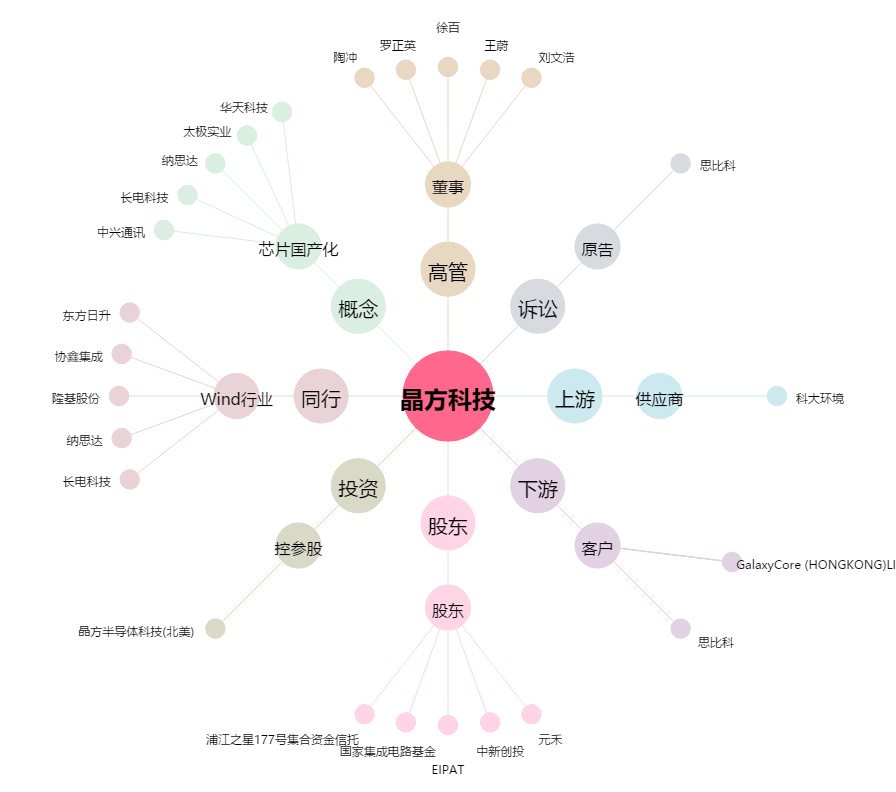 徐百
罗正英
王蔚
陶冲
刘文浩
华天科技
太极实业
纳思达
长电科技
中兴通讯
思比科
董事
芯片国产化
原告
高管
概念
诉讼
东方日升
协鑫集成
隆基股份
纳思达
长电科技
Wind行业
同行
晶方科技
上游
供应商
科大环境
投资
股东
下游
控参股
客户
GalaxyCore (HONGKONG)LI
股东
晶方半导体科技(北美)
思比科
浦江之星177号集合资金信托
国家集成电路基金
EIPAT
中新创投
元禾